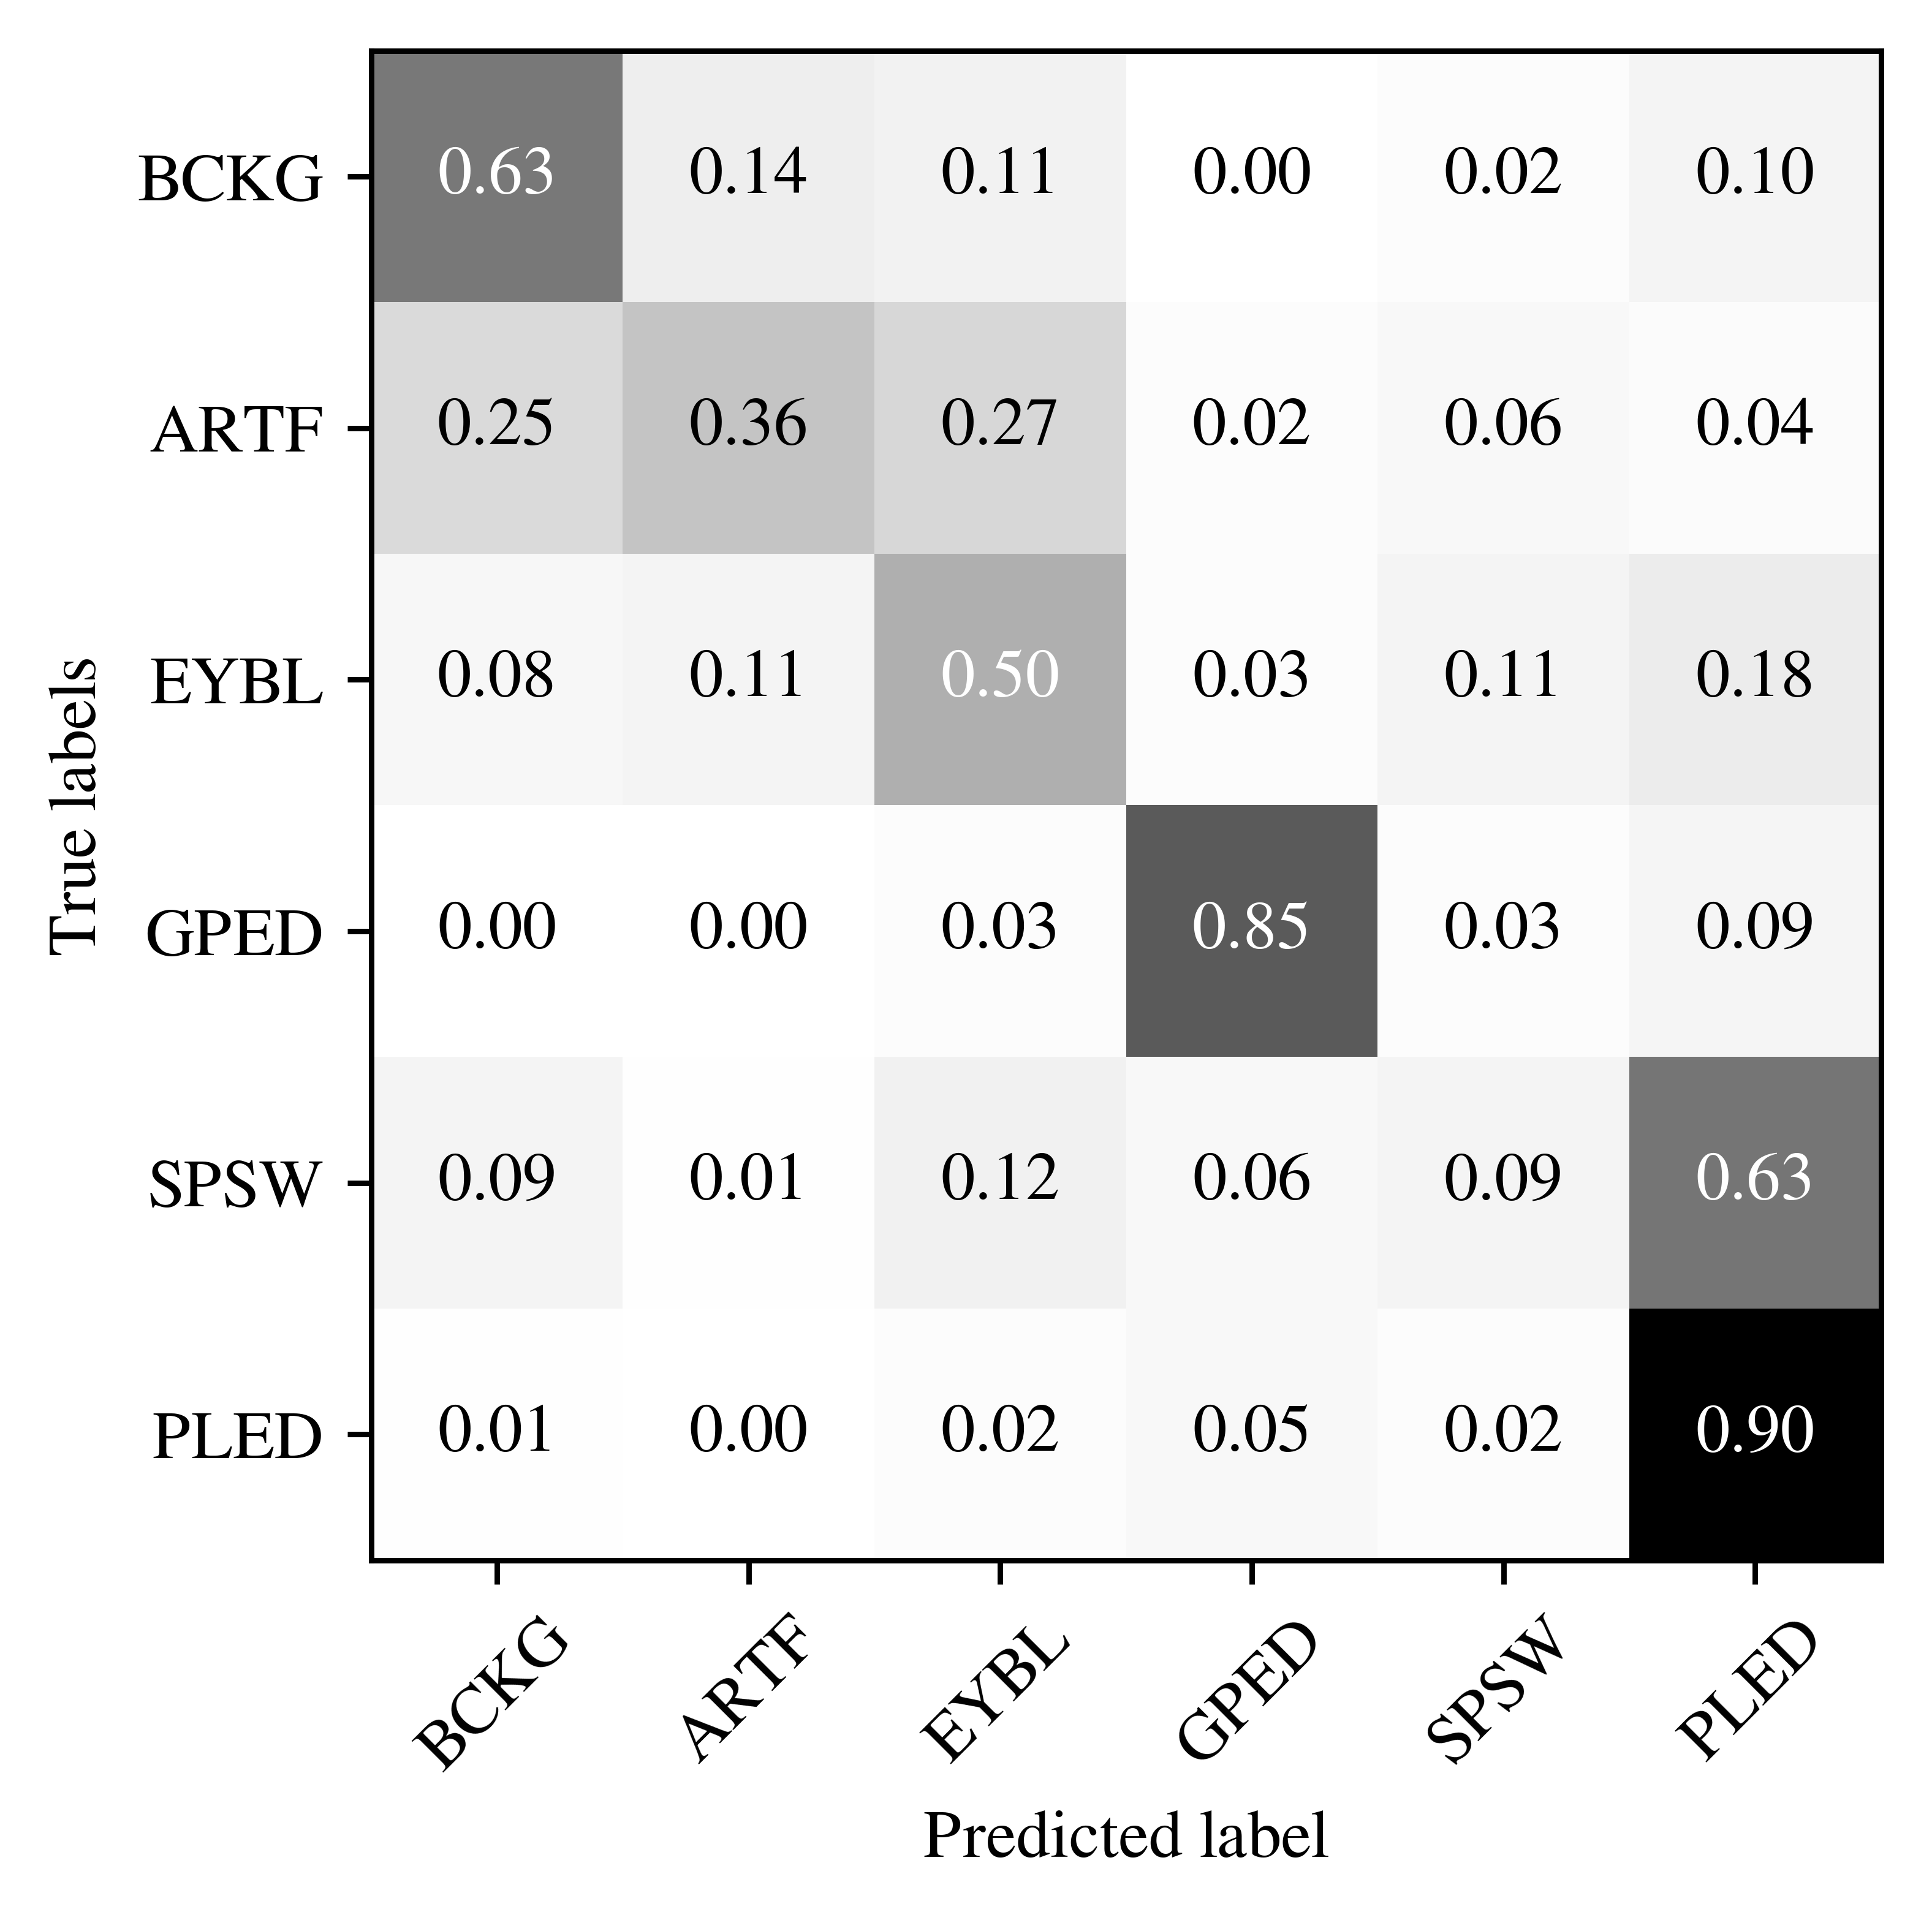 True labels
BCKG 0.63 0.14 0.11 0.00 0.02 0.10
ARTF 0.25 0.36 0.27 0.02 0.06 0.04
EYBL 0.08 0.11 0.50 0.03 0.11 0.18
GPED 0.00 0.00 0.03 0.85 0.03 0.09
SPSW 0.09 0.01 0.12 0.06 0.09 0.63
PLED 0.01 0.00 0.02 0.05 0.02 0.90
BCKG ARTF EYBL GPED SPSW PLED
Predicted label